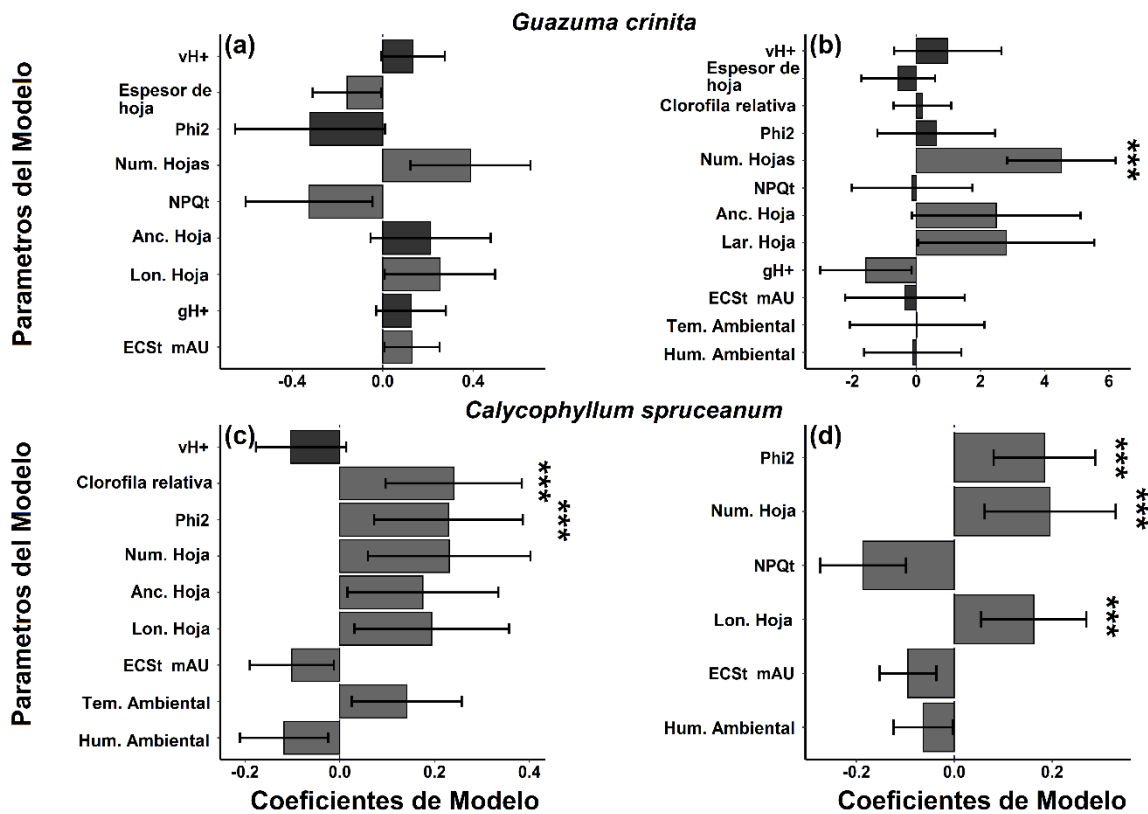 Guazuma crinita
Parametros del Modelo
(a)
vH+
Espesor de
hoja
Phi2
Num. Hojas
NPQt
Anc. Hoja
Lon. Hoja
gH+
ECSt mAU
-0.4
0.0
0.4
(b)
vH+
Espesor de
hoja
Clorofila relativa
Phi2
Num. Hojas
***
NPQt
Anc. Hoja
Lar. Hoja
gH+
ECSt mAU
Tem. Ambiental
Hum. Ambiental
-2
0
2
4
6
Calycophyllum spruceanum
Parametros del Modelo
(c)
vH+
Clorofila relativa
***
Phi2
***
Num. Hoja
Anc. Hoja
Lon. Hoja
ECSt mAU
Tem. Ambiental
Hum. Ambiental
-0.2
0.0
0.2
0.4
Coeficientes de Modelo
(d)
Phi2
***
Num. Hoja
***
NPQt
Lon. Hoja
***
ECSt mAU
Hum. Ambiental
-0.2
0.0
0.2
Coeficientes de Modelo